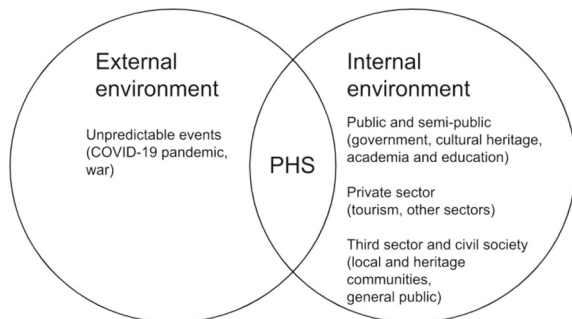 External
environment
Unpredictable events
(COVID-19 pandemic,
war)
PHS
Internal
environment
Public and semi-public
(government, cultural heritage,
academia and education)
Private sector
(tourism, other sectors)
Third sector and civil society
(local and heritage
communities,
general public)